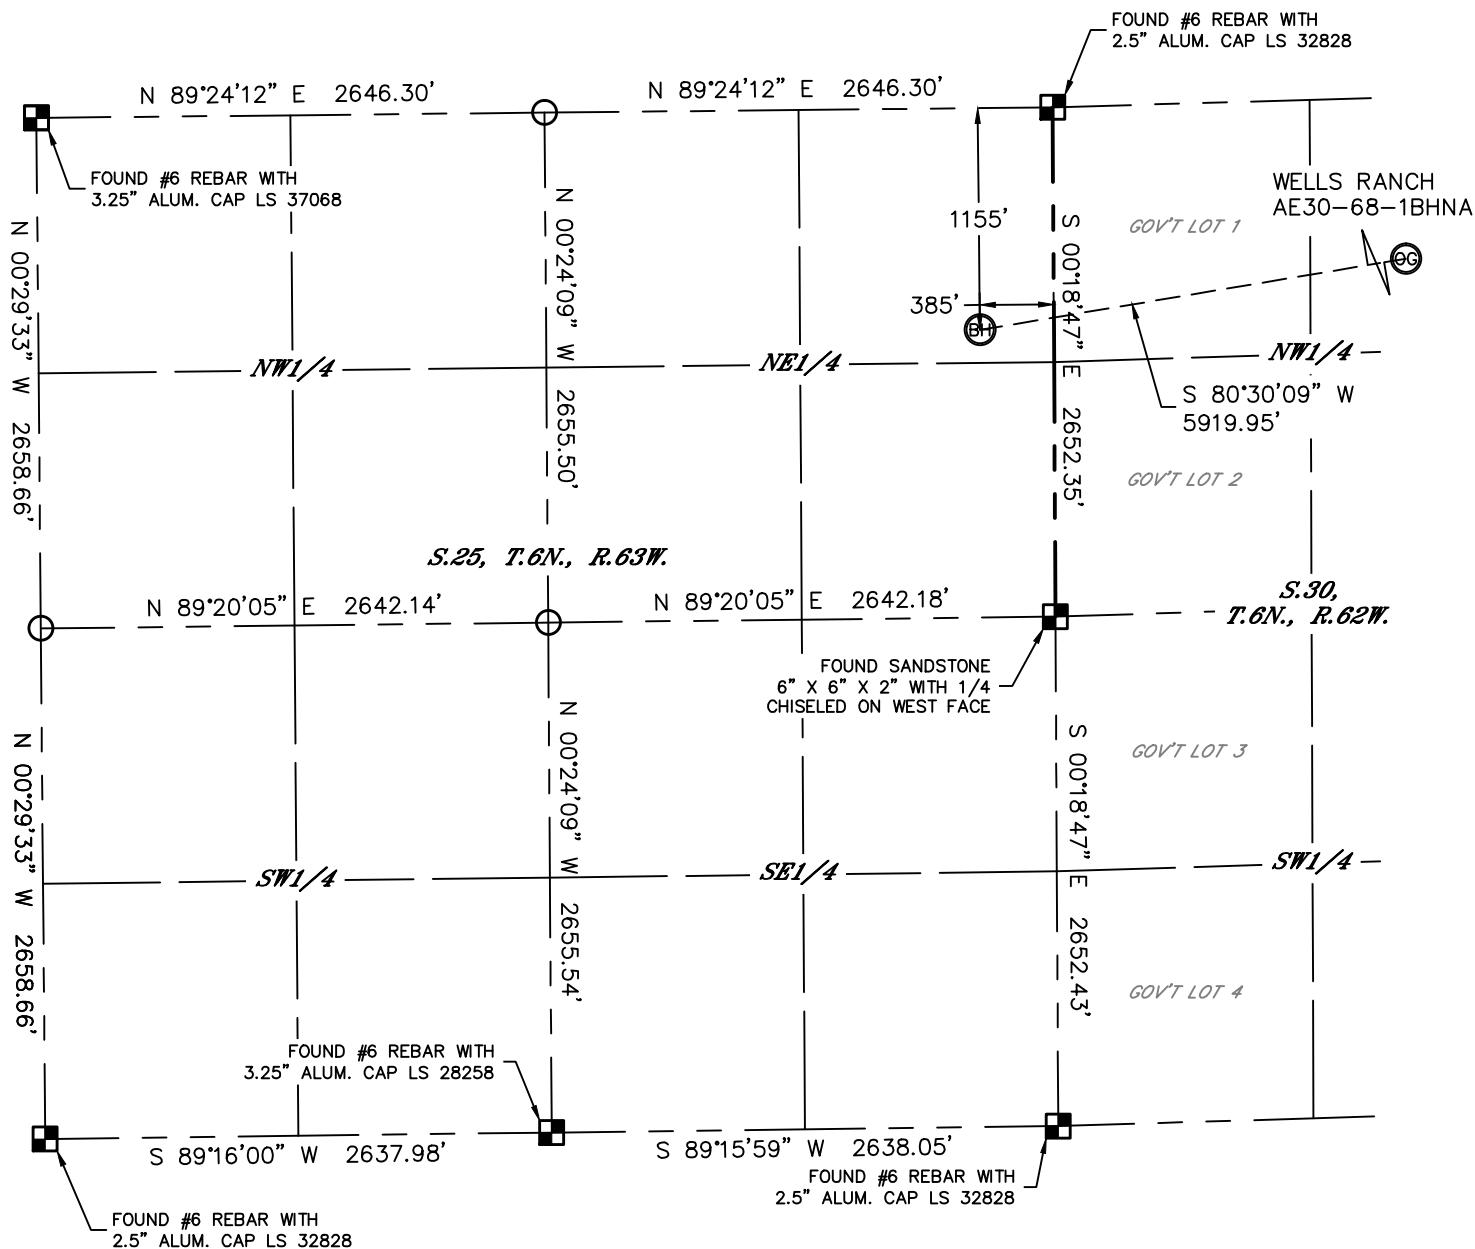 FOUND #6 REBAR WITH
2.5" ALUM. CAP LS 32828
N 89°24'12" E 2646.30'
N 89°24'12" E 2646.30'
FOUND #6 REBAR WITH
3.25" ALUM. CAP LS 37068
WELLS RANCH
AE30-68-1BHNA
OG
GOV'T LOT 1
1155'
385'
BH
N 00°29'33" W 2658.66'
N 00°24'09" W 2655.50'
S 00°18'47" E 2652.35'
NW1/4
NE1/4
NW1/4
S 80°30'09" W
5919.95'
GOV'T LOT 2
S.25, T.6N., R.63W.
S.30,
T.6N., R.62W.
N 89°20'05" E 2642.14'
N 89°20'05" E 2642.18'
FOUND SANDSTONE
6" X 6" X 2" WITH 1/4
CHISELED ON WEST FACE
N 00°29'33" W 2658.66'
N 00°24'09" W 2655.54'
S 00°18'47" E 2652.43'
GOV'T LOT 3
SW1/4
SE1/4
SW1/4
GOV'T LOT 4
FOUND #6 REBAR WITH
3.25" ALUM. CAP LS 28258
S 89°16'00" W 2637.98'
S 89°15'59" W 2638.05'
FOUND #6 REBAR WITH
2.5" ALUM. CAP LS 32828
FOUND #6 REBAR WITH
2.5" ALUM. CAP LS 32828